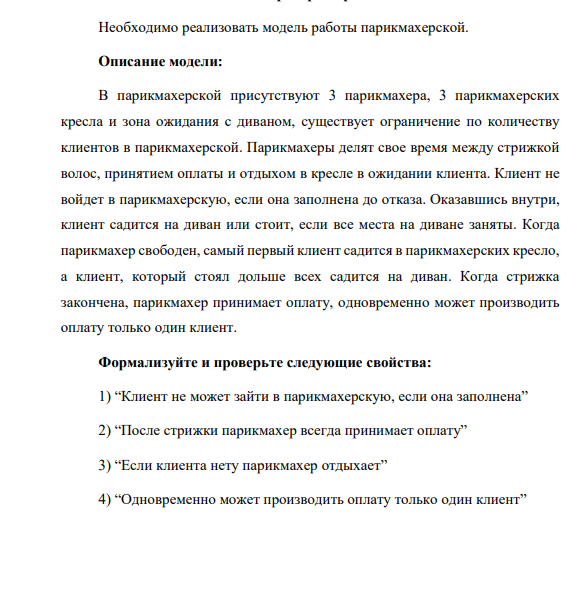 Необходимо реализовать модель работы парикмахерской.
Описание модели:
В парикмахерской присутствуют 3 парикмахера, 3 парикмахерских
кресла и зона ожидания с диваном, существует ограничение по количеству
клиентов в парикмахерской. Парикмахеры делят свое время между стрижкой
волос, принятием оплаты и отдыхом в кресле в ожидании клиента. Клиент не
войдет в парикмахерскую, если она заполнена до отказа. Оказавшись внутри,
клиент садится на диван или стоит, если все места на диване заняты. Когда
парикмахер свободен, самый первый клиент садится в парикмахерских кресло,
а клиент, который стоял дольше всех садится на диван. Когда стрижка
закончена, парикмахер принимает оплату, одновременно может производить
оплату только один клиент.
Формализуйте и проверьте следующие свойства:
1) “Клиент не может зайти в парикмахерскую, если она заполнена”
2) “После стрижки парикмахер всегда принимает оплату”
3) “Если клиента нету парикмахер отдыхает”
4) “Одновременно может производить оплату только один клиент”